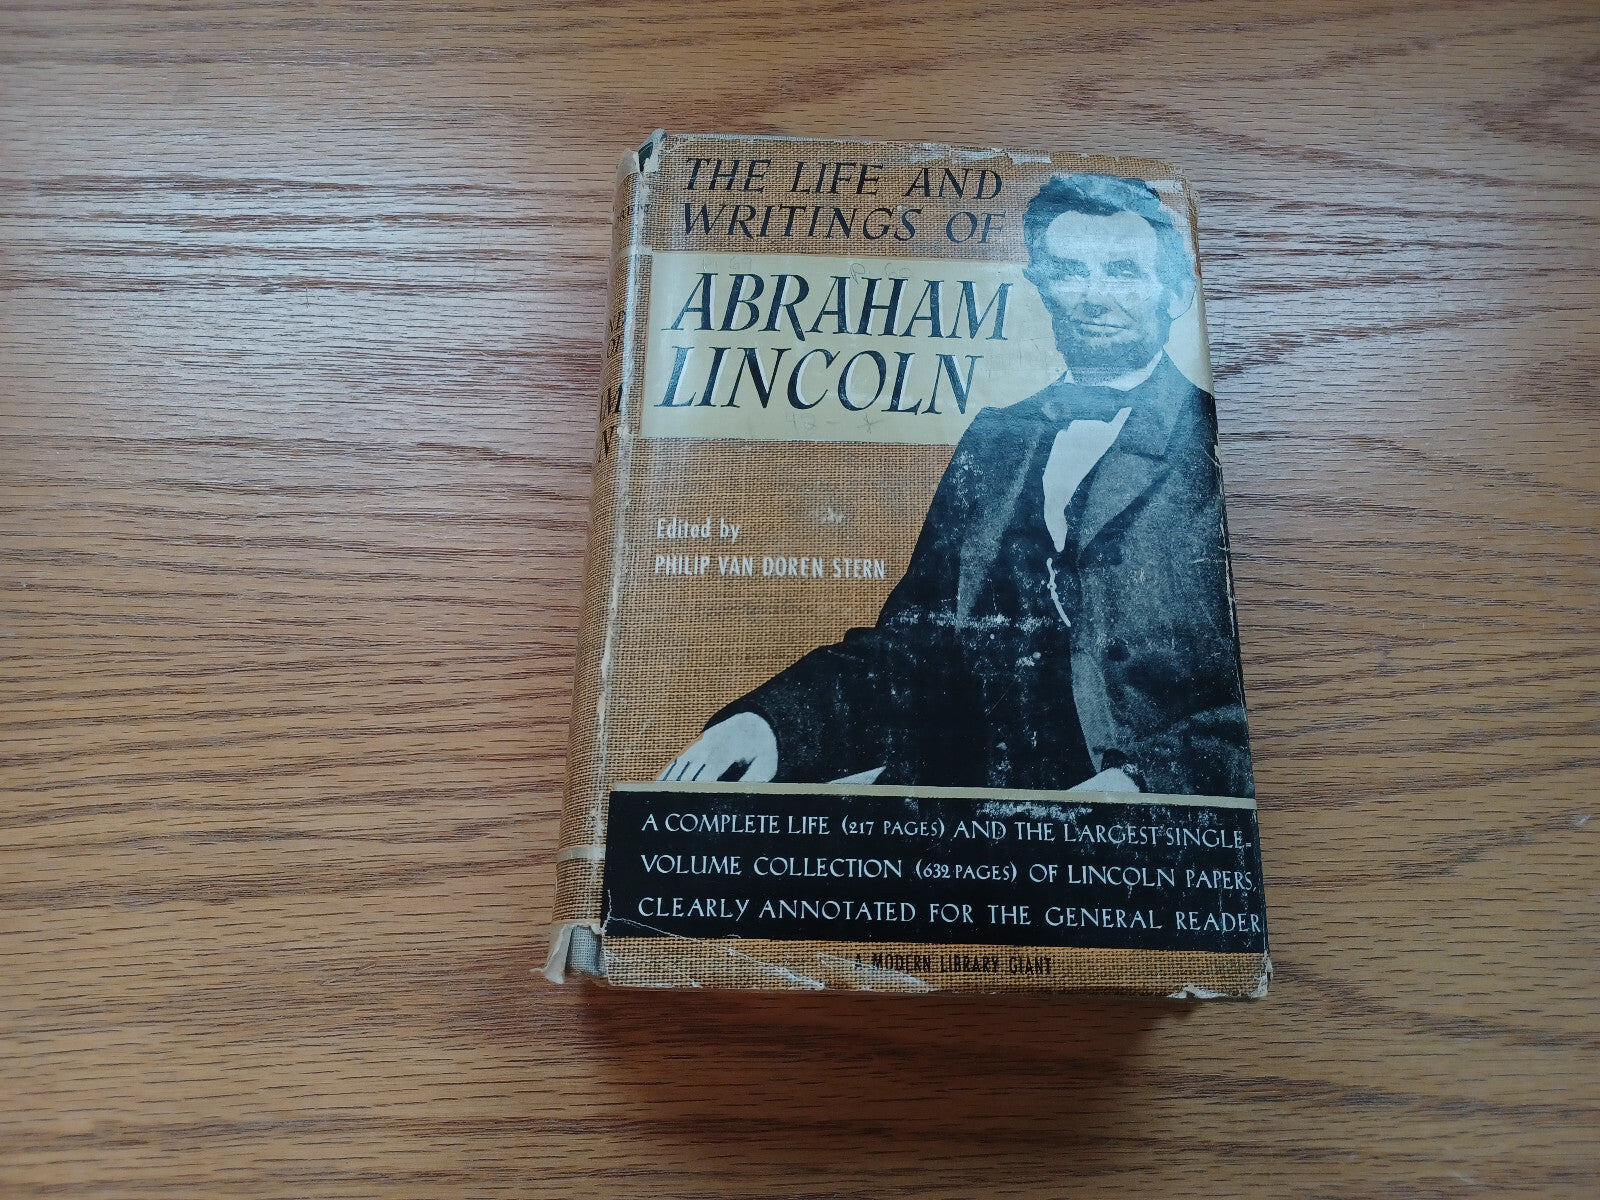 THE LIFE AND
WRITINGS OF
ABRAHAM
LINCOLN
Edited by
PHILIP VAN DOREN STERN
A COMPLETE LIFE (217 PAGES) AND THE LARGEST SINGLE-
VOLUME COLLECTION (632 PAGES) OF LINCOLN PAPERS,
CLEARLY ANNOTATED FOR THE GENERAL READER
A MODERN LIBRARY GIANT